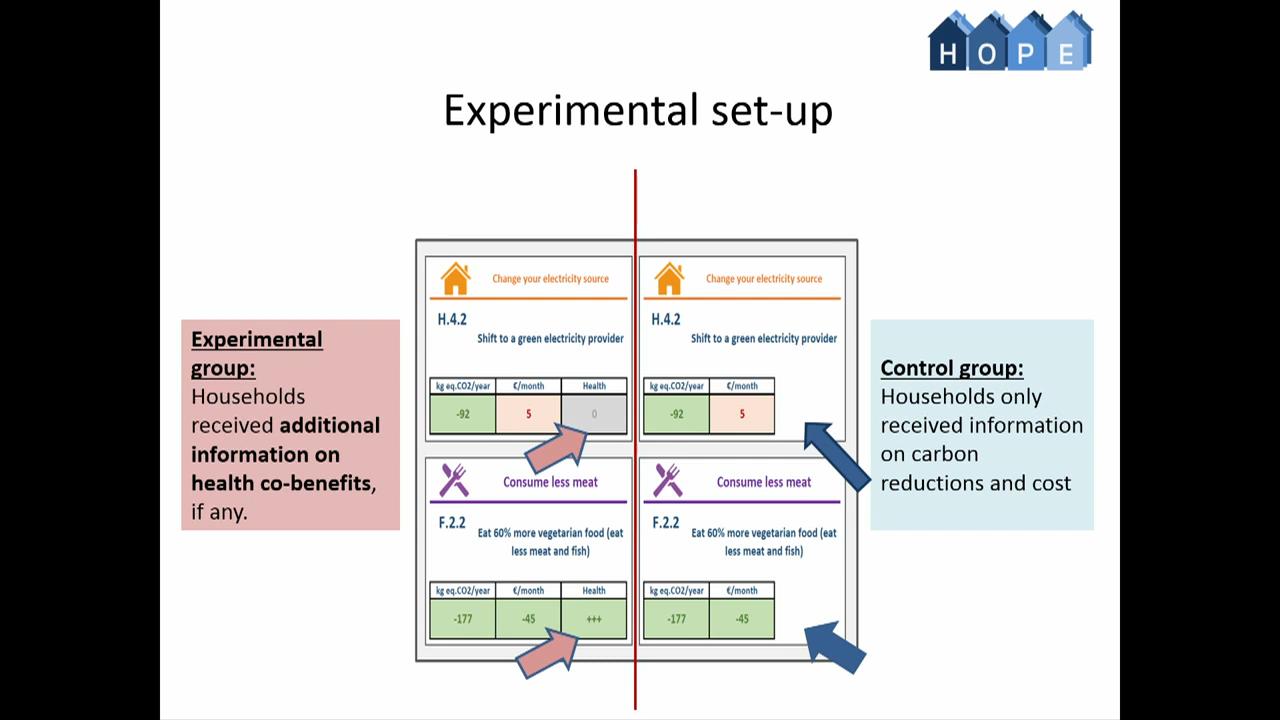 HOPE
Experimental set-up
Experimental
group:
Households
received additional
information on
health co-benefits,
if any.
Change your electricity source
H.4.2
Shift to a green electricity provider
kg eq.CO2/year €/month Health
-92 5 0
Change your electricity source
H.4.2
Shift to a green electricity provider
kg eq.CO2/year €/month
-92 5
Consume less meat
F.2.2
Eat 60% more vegetarian food (eat
less meat and fish)
kg eq.CO2/year €/month Health
-177 -45 +++
Consume less meat
F.2.2
Eat 60% more vegetarian food (eat
less meat and fish)
kg eq.CO2/year €/month
-177 -45
Control group:
Households only
received information
on carbon
reductions and cost